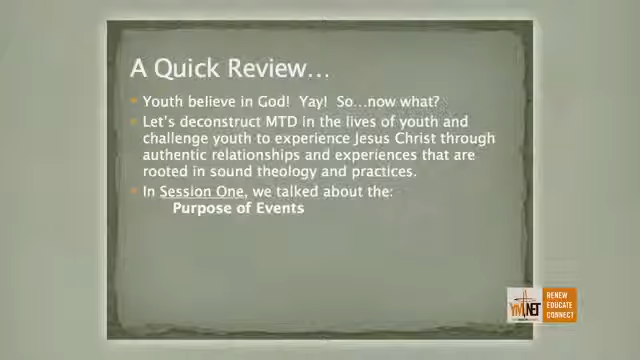 A Quick Review…
Youth believe in God! Yay! So…now what?
Let's deconstruct MTD in the lives of youth and
challenge youth to experience Jesus Christ through
authentic relationships and experiences that are
rooted in sound theology and practices.
In Session One, we talked about the:
Purpose of Events
YMNET
RENEW
EDUCATE
CONNECT